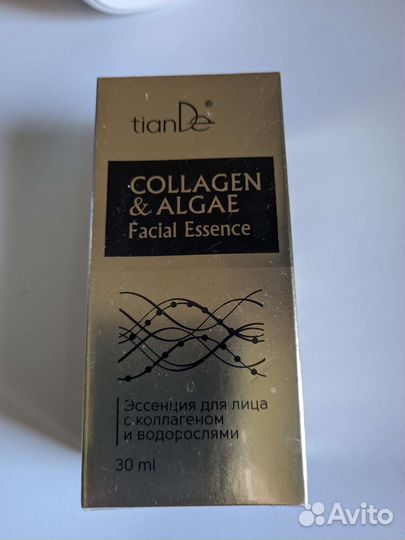 tianDe®
COLLAGEN
& ALGAE
Facial Essence
Эссенция для лица
с коллагеном
и водорослями
30 ml
Avito